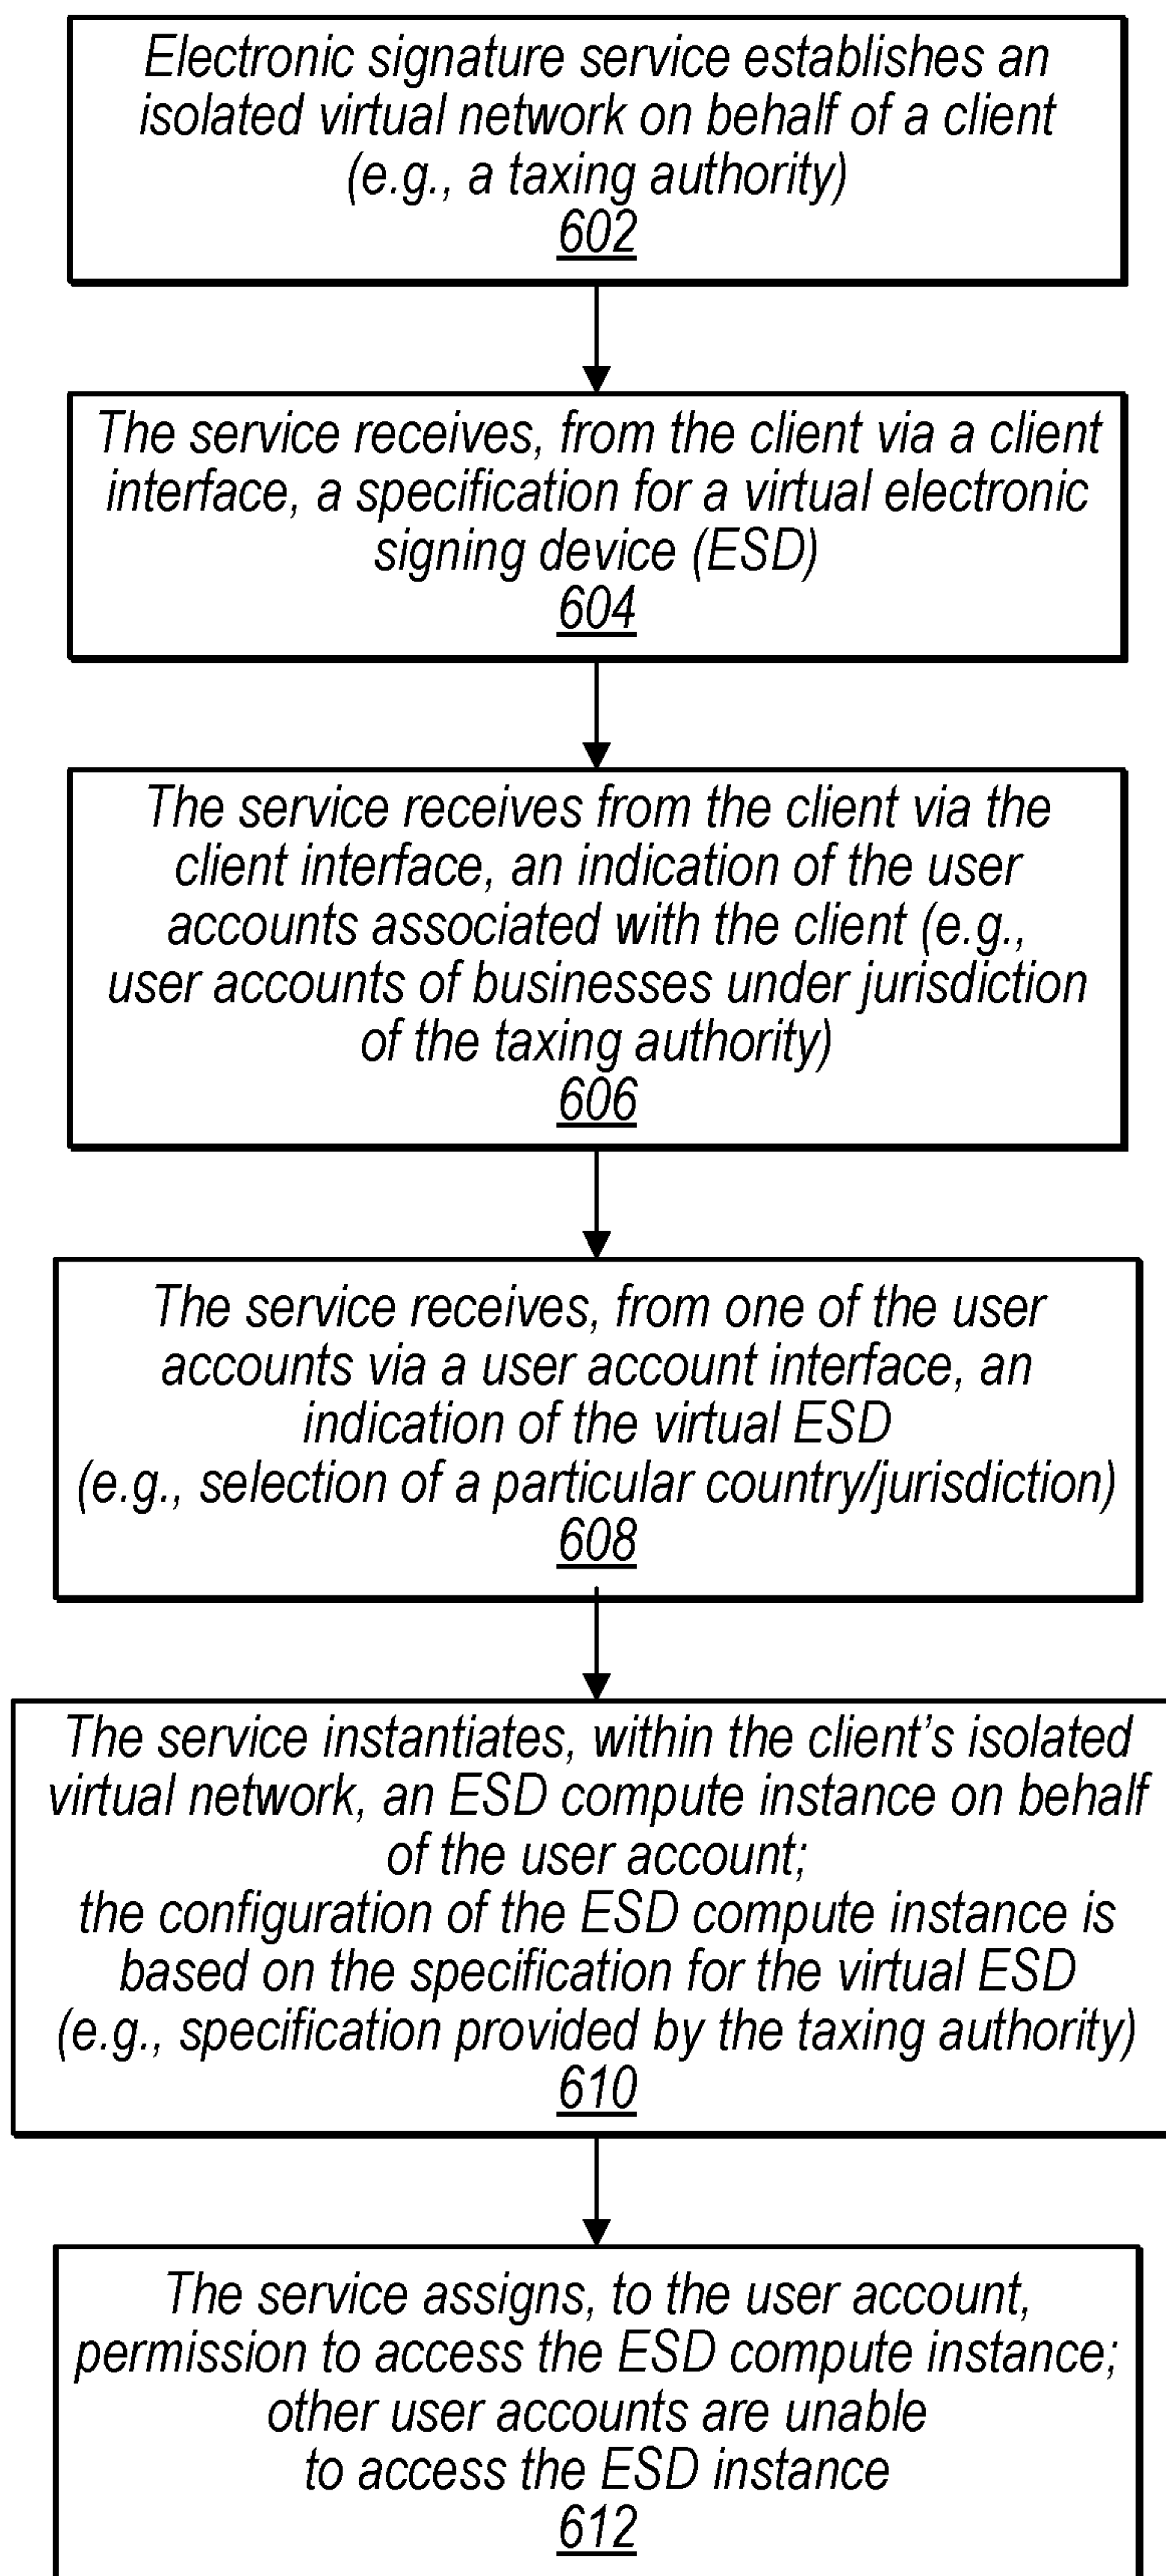 Electronic signature service establishes an
isolated virtual network on behalf of a client
(e.g., a taxing authority)
602
The service receives, from the client via a client
interface, a specification for a virtual electronic
signing device (ESD)
604
The service receives from the client via the
client interface, an indication of the user
accounts associated with the client (e.g.,
user accounts of businesses under jurisdiction
of the taxing authority)
606
The service receives, from one of the user
accounts via a user account interface, an
indication of the virtual ESD
(e.g., selection of a particular country/jurisdiction)
608
The service instantiates, within the client's isolated
virtual network, an ESD compute instance on behalf
of the user account;
the configuration of the ESD compute instance is
based on the specification for the virtual ESD
(e.g., specification provided by the taxing authority)
610
The service assigns, to the user account,
permission to access the ESD compute instance;
other user accounts are unable
to access the ESD instance
612